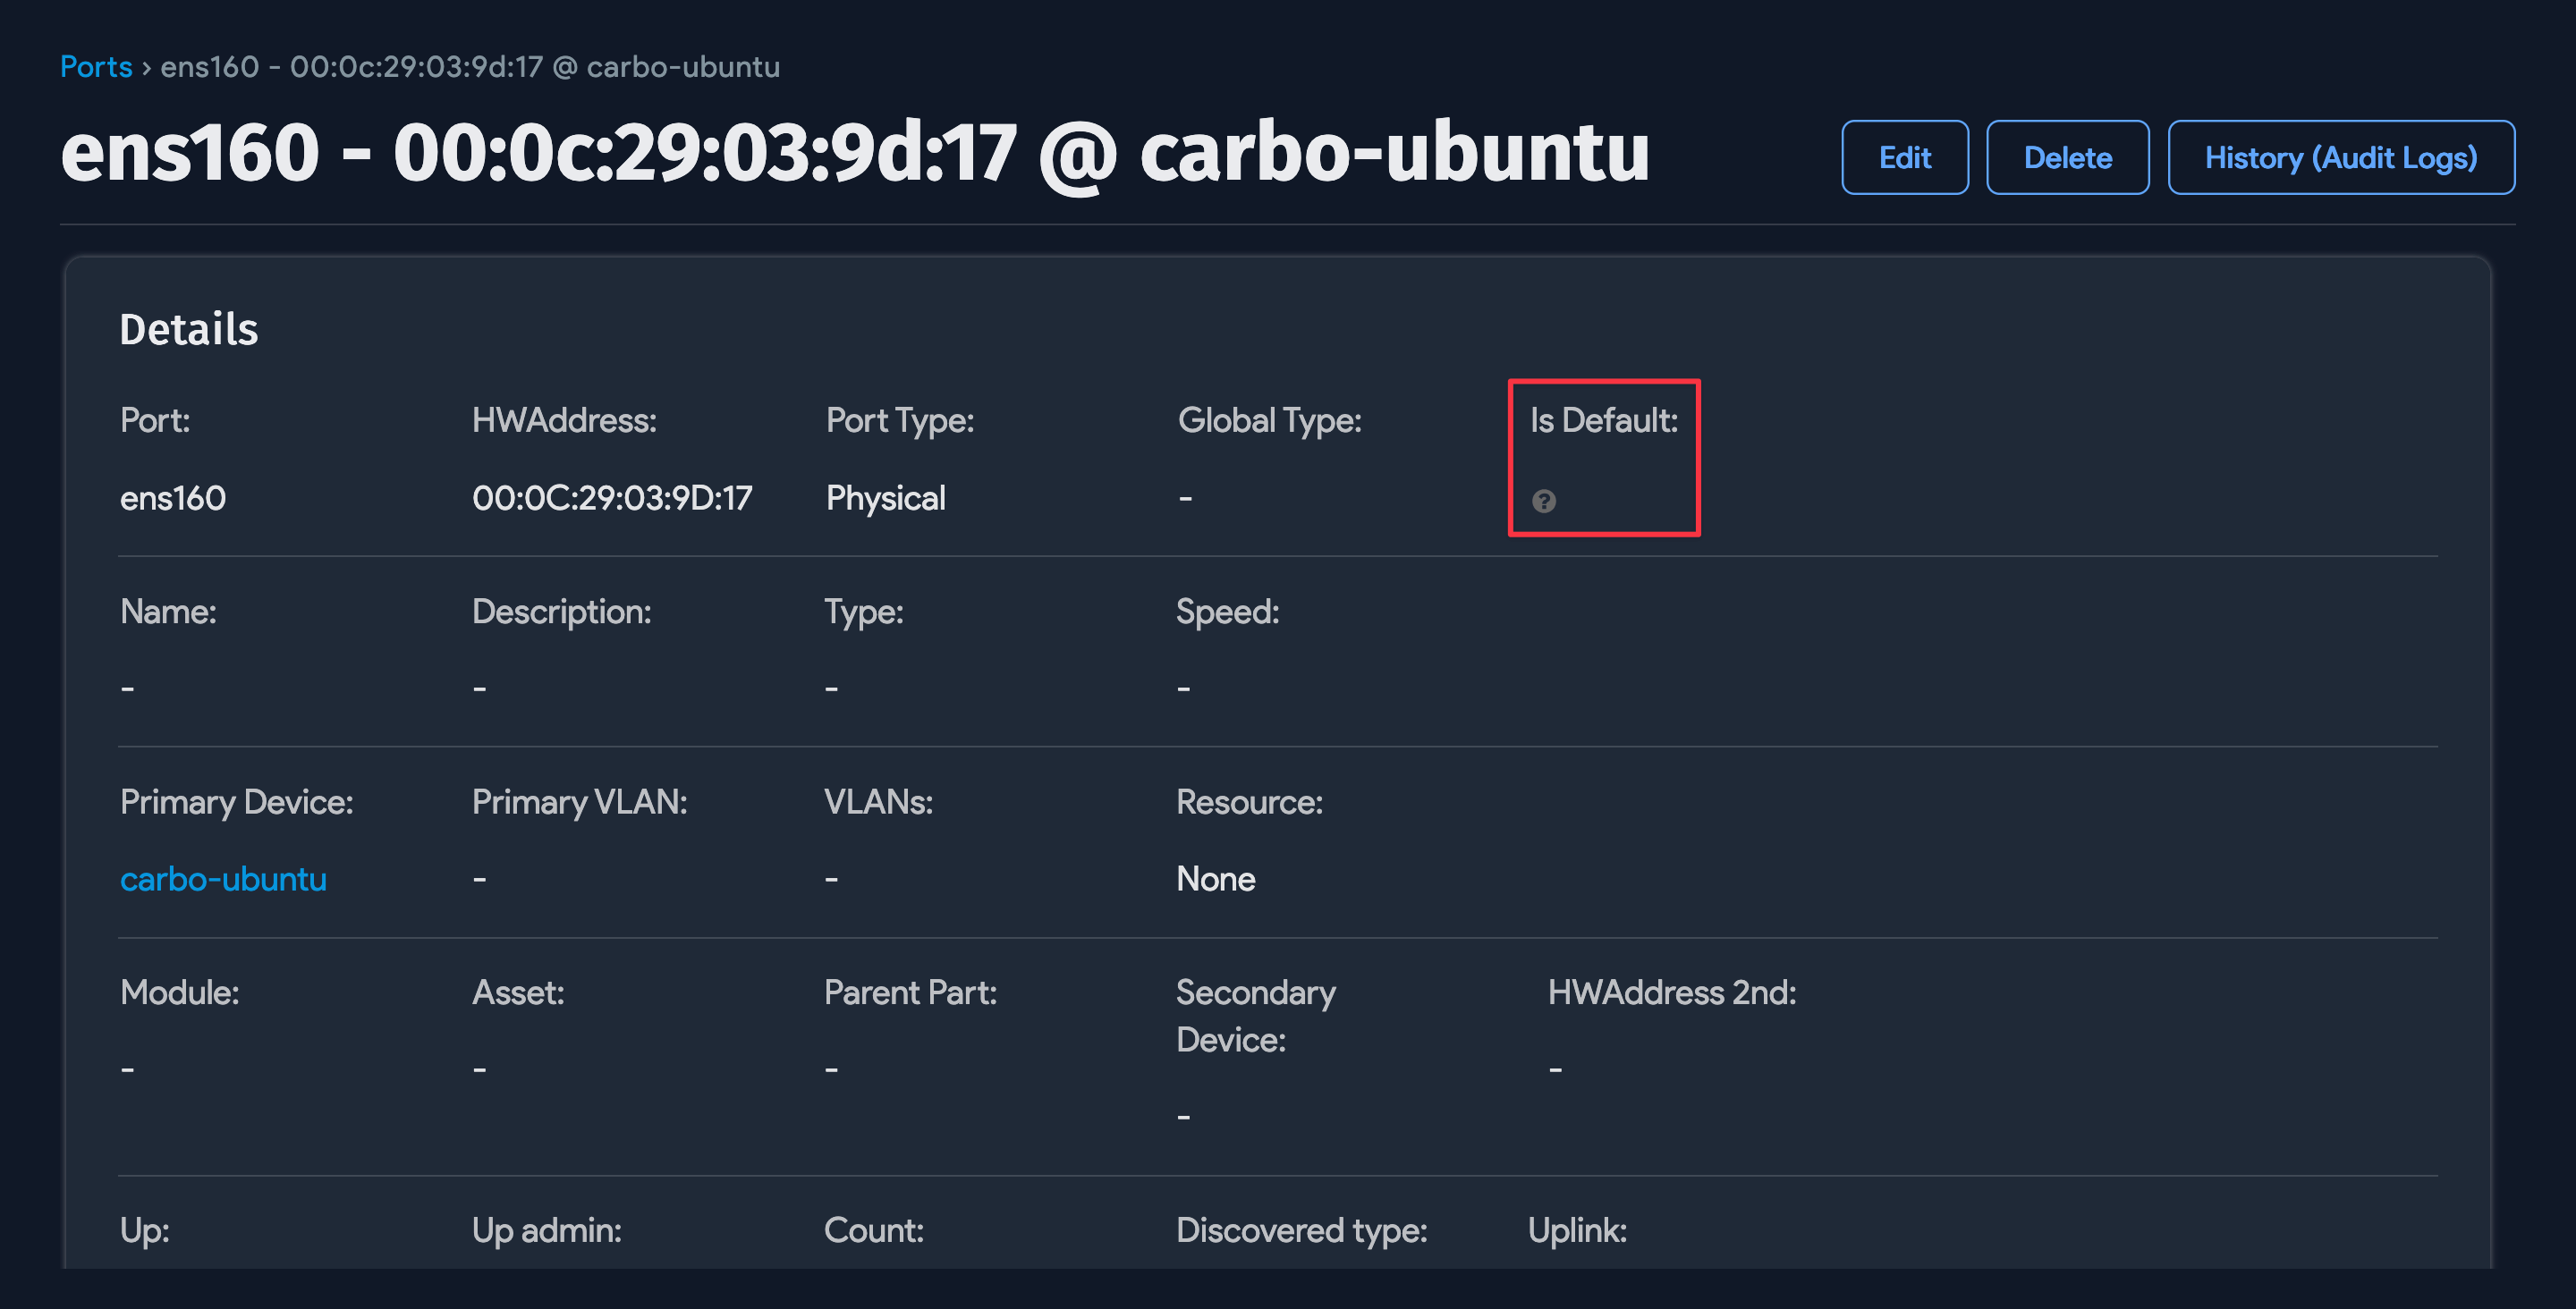 Ports › ens160 - 00:0c:29:03:9d:17 @ carbo-ubuntu
ens160 - 00:0c:29:03:9d:17 @ carbo-ubuntu
Edit
Delete
History (Audit Logs)
Details
Port: HWAddress: Port Type: Global Type: Is Default:
ens160 00:0C:29:03:9D:17 Physical - ?
Name: Description: Type: Speed:
- - - -
Primary Device: Primary VLAN: VLANs: Resource:
carbo-ubuntu - - None
Module: Asset: Parent Part: Secondary Device: HWAddress 2nd:
- - - - -
Up: Up admin: Count: Discovered type: Uplink: